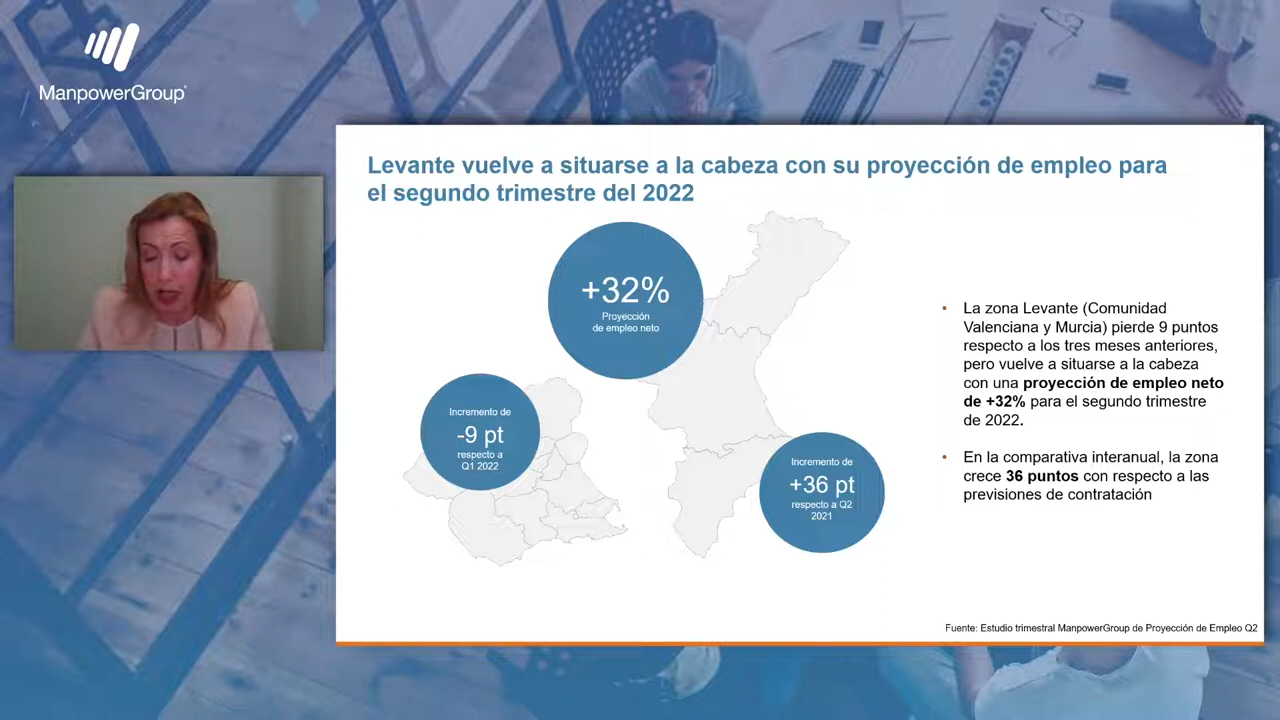 ManpowerGroup
Levante vuelve a situarse a la cabeza con su proyección de empleo para
el segundo trimestre del 2022
+32%
Proyección
de empleo neto
Incremento de
-9 pt
respecto a
Q1 2022
Incremento de
+36 pt
respecto a Q2
2021
• La zona Levante (Comunidad
Valenciana y Murcia) pierde 9 puntos
respecto a los tres meses anteriores,
pero vuelve a situarse a la cabeza
con una proyección de empleo neto
de +32% para el segundo trimestre
de 2022.
• En la comparativa interanual, la zona
crece 36 puntos con respecto a las
previsiones de contratación
Fuente: Estudio trimestral ManpowerGroup de Proyección de Empleo Q2